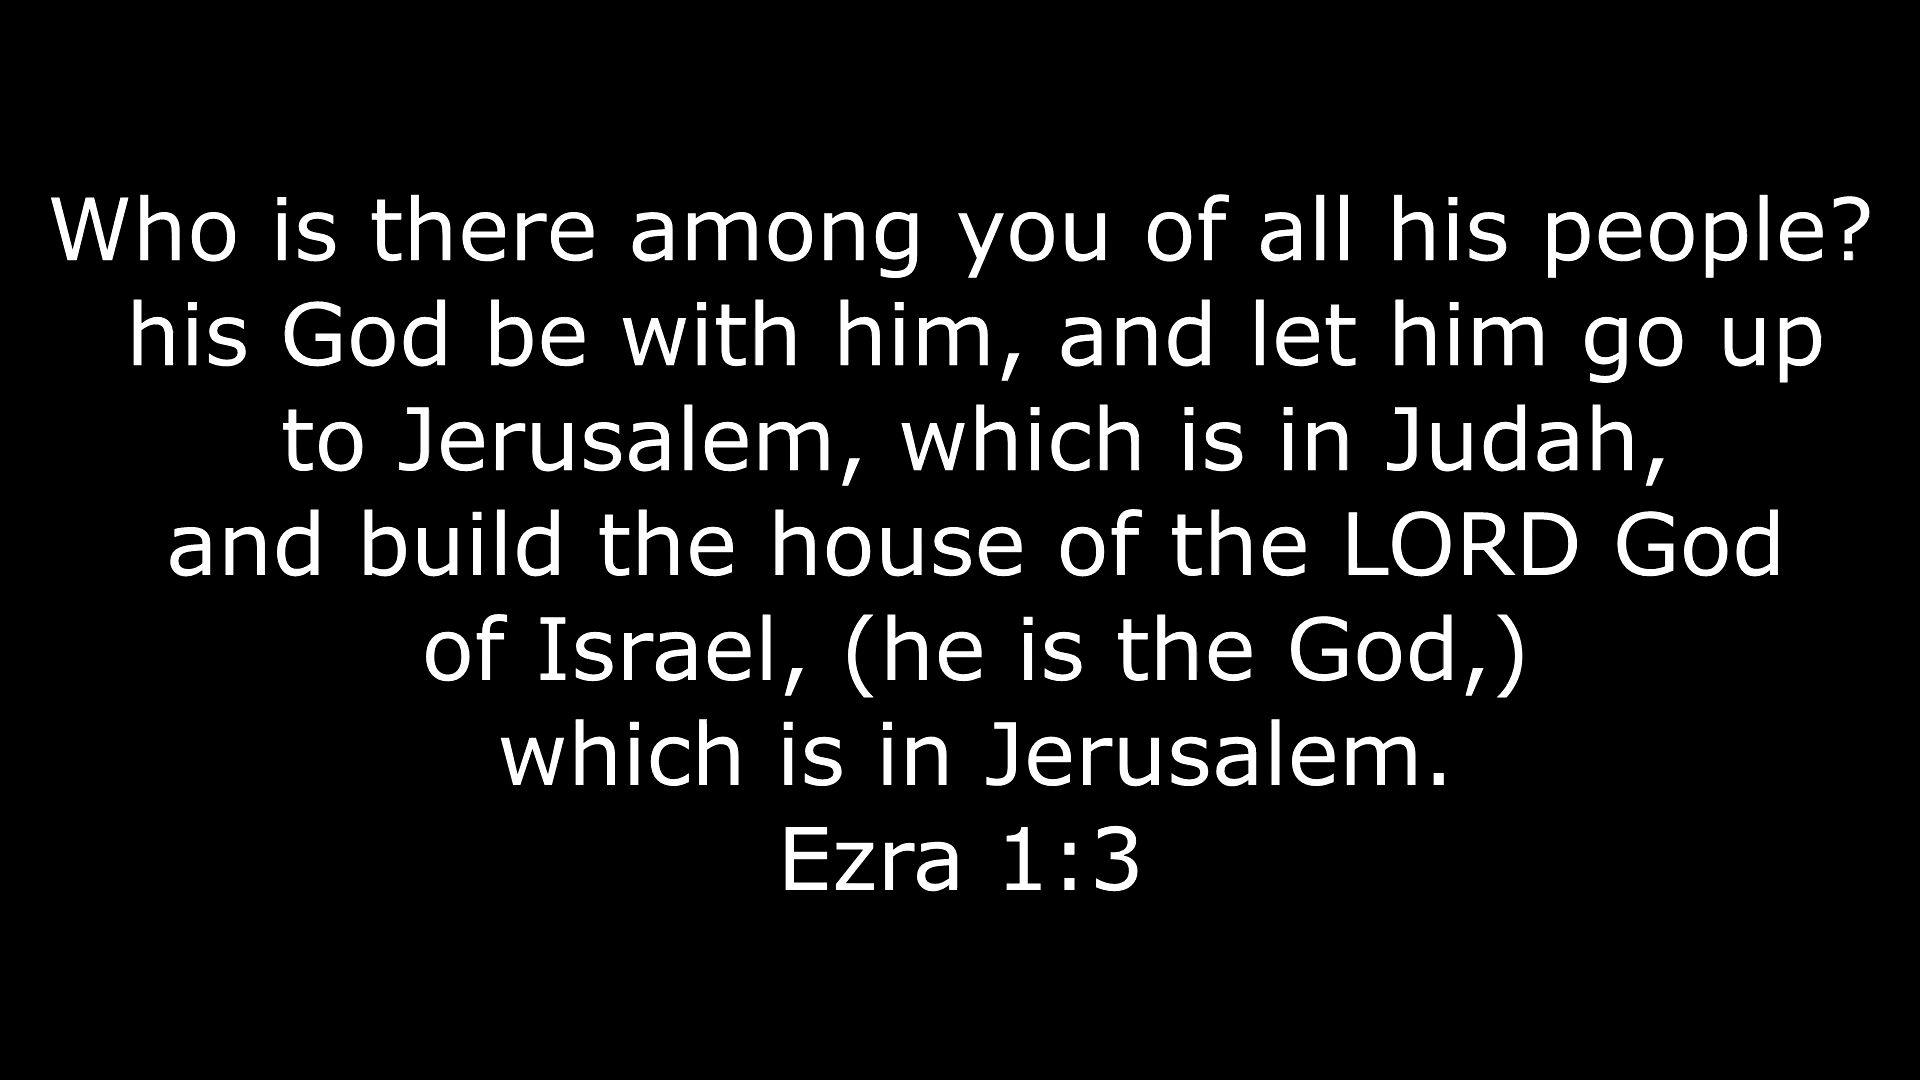 Who is there among you of all his people?
his God be with him, and let him go up
to Jerusalem, which is in Judah,
and build the house of the LORD God
of Israel, (he is the God,)
which is in Jerusalem.
Ezra 1:3